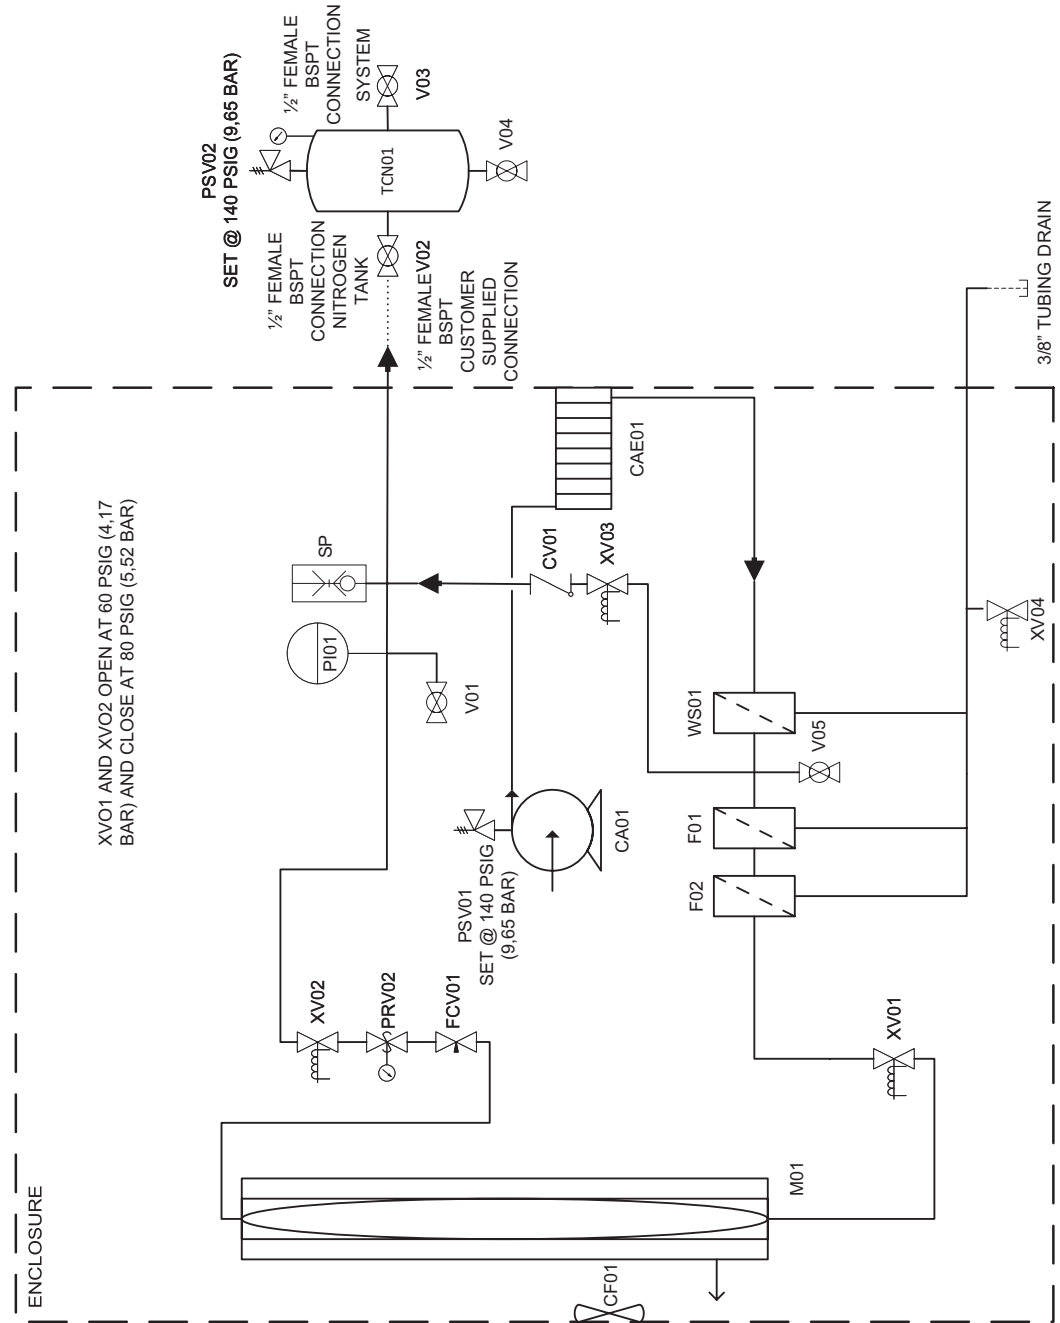 ENCLOSURE
XVO1 AND XVO2 OPEN AT 60 PSIG (4,17
BAR) AND CLOSE AT 80 PSIG (5,52 BAR)
PSV02
SET @ 140 PSIG (9,65 BAR)
½" FEMALE
BSPT
CONNECTION
SYSTEM
V03
TCN01
V04
½" FEMALE
BSPT
CONNECTION
NITROGEN
TANK
V02
½" FEMALE
BSPT
CUSTOMER
SUPPLIED
CONNECTION
SP
PI01
V01
CV01
XV03
CAE01
PSV01
SET @ 140 PSIG
(9,65 BAR)
CA01
XV02
PRV02
FCV01
WS01
V05
F01
F02
XV04
3/8" TUBING DRAIN
XV01
M01
CF01